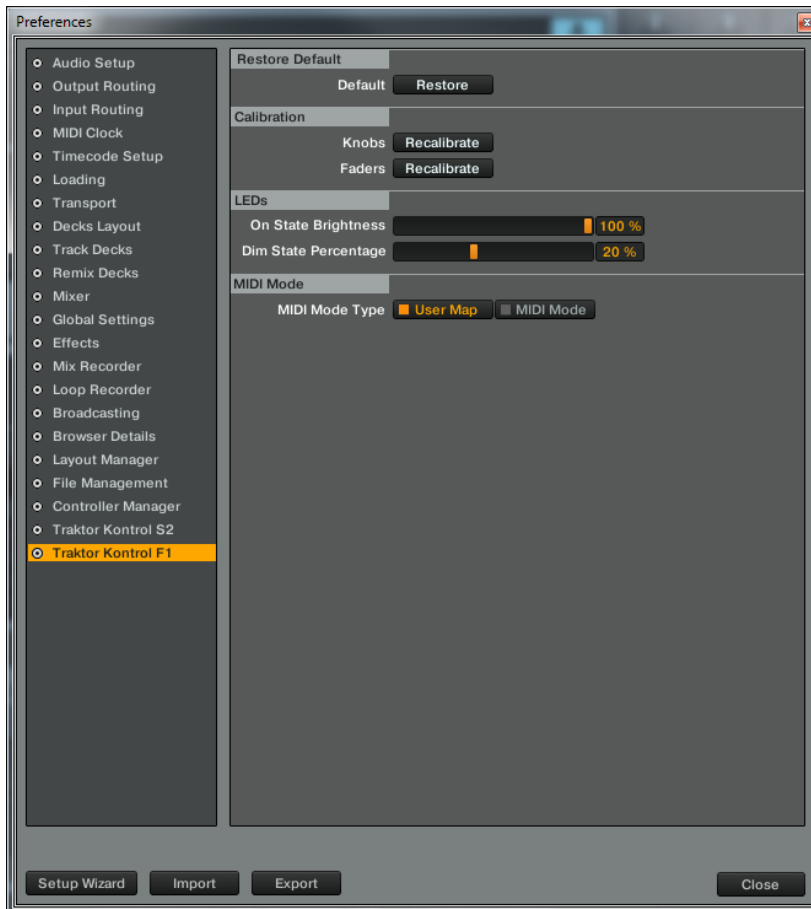 Preferences
Audio Setup
Output Routing
Input Routing
MIDI Clock
Timecode Setup
Loading
Transport
Decks Layout
Track Decks
Remix Decks
Mixer
Global Settings
Effects
Mix Recorder
Loop Recorder
Broadcasting
Browser Details
Layout Manager
File Management
Controller Manager
Traktor Kontrol S2
Traktor Kontrol F1
Restore Default
Default Restore
Calibration
Knobs Recalibrate
Faders Recalibrate
LEDs
On State Brightness 100 %
Dim State Percentage 20 %
MIDI Mode
MIDI Mode Type User Map MIDI Mode
Setup Wizard Import Export Close